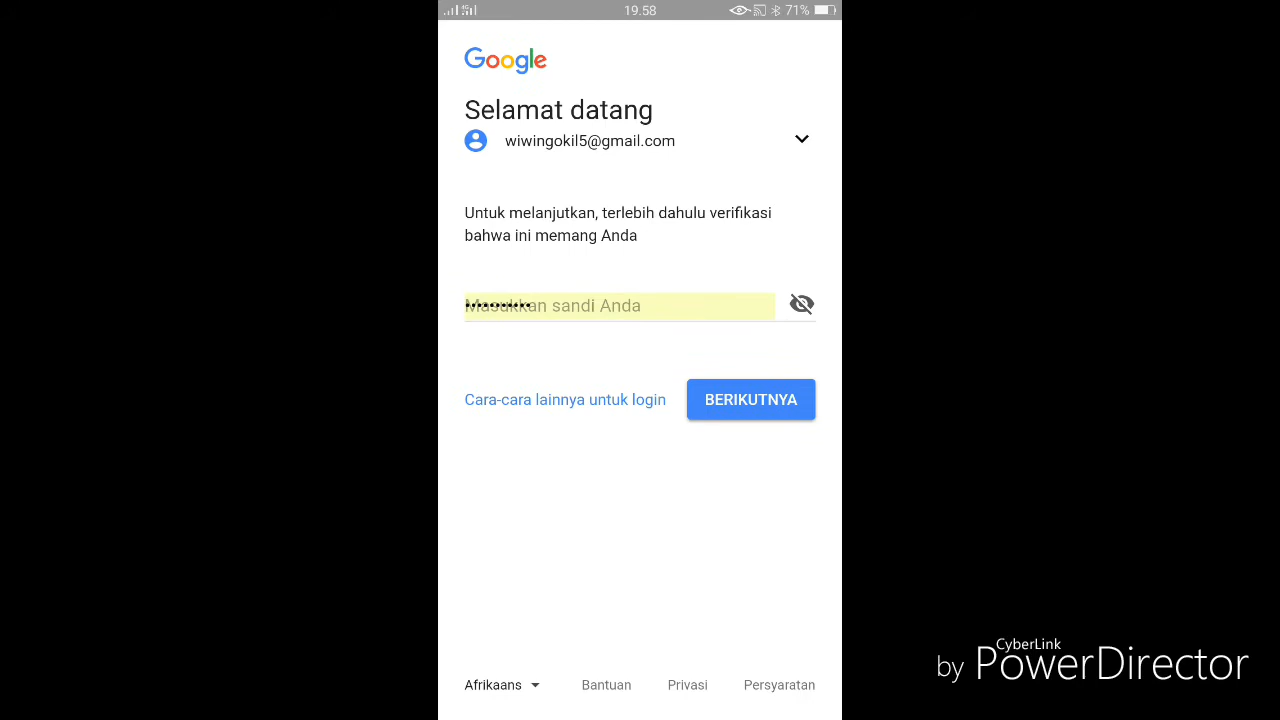 19.58 71%
Google
Selamat datang
wiwingokil5@gmail.com
Untuk melanjutkan, terlebih dahulu verifikasi
bahwa ini memang Anda
Masukkan sandi Anda
Cara-cara lainnya untuk login
BERIKUTNYA
Afrikaans
Bantuan
Privasi
Persyaratan
CyberLink
by PowerDirector